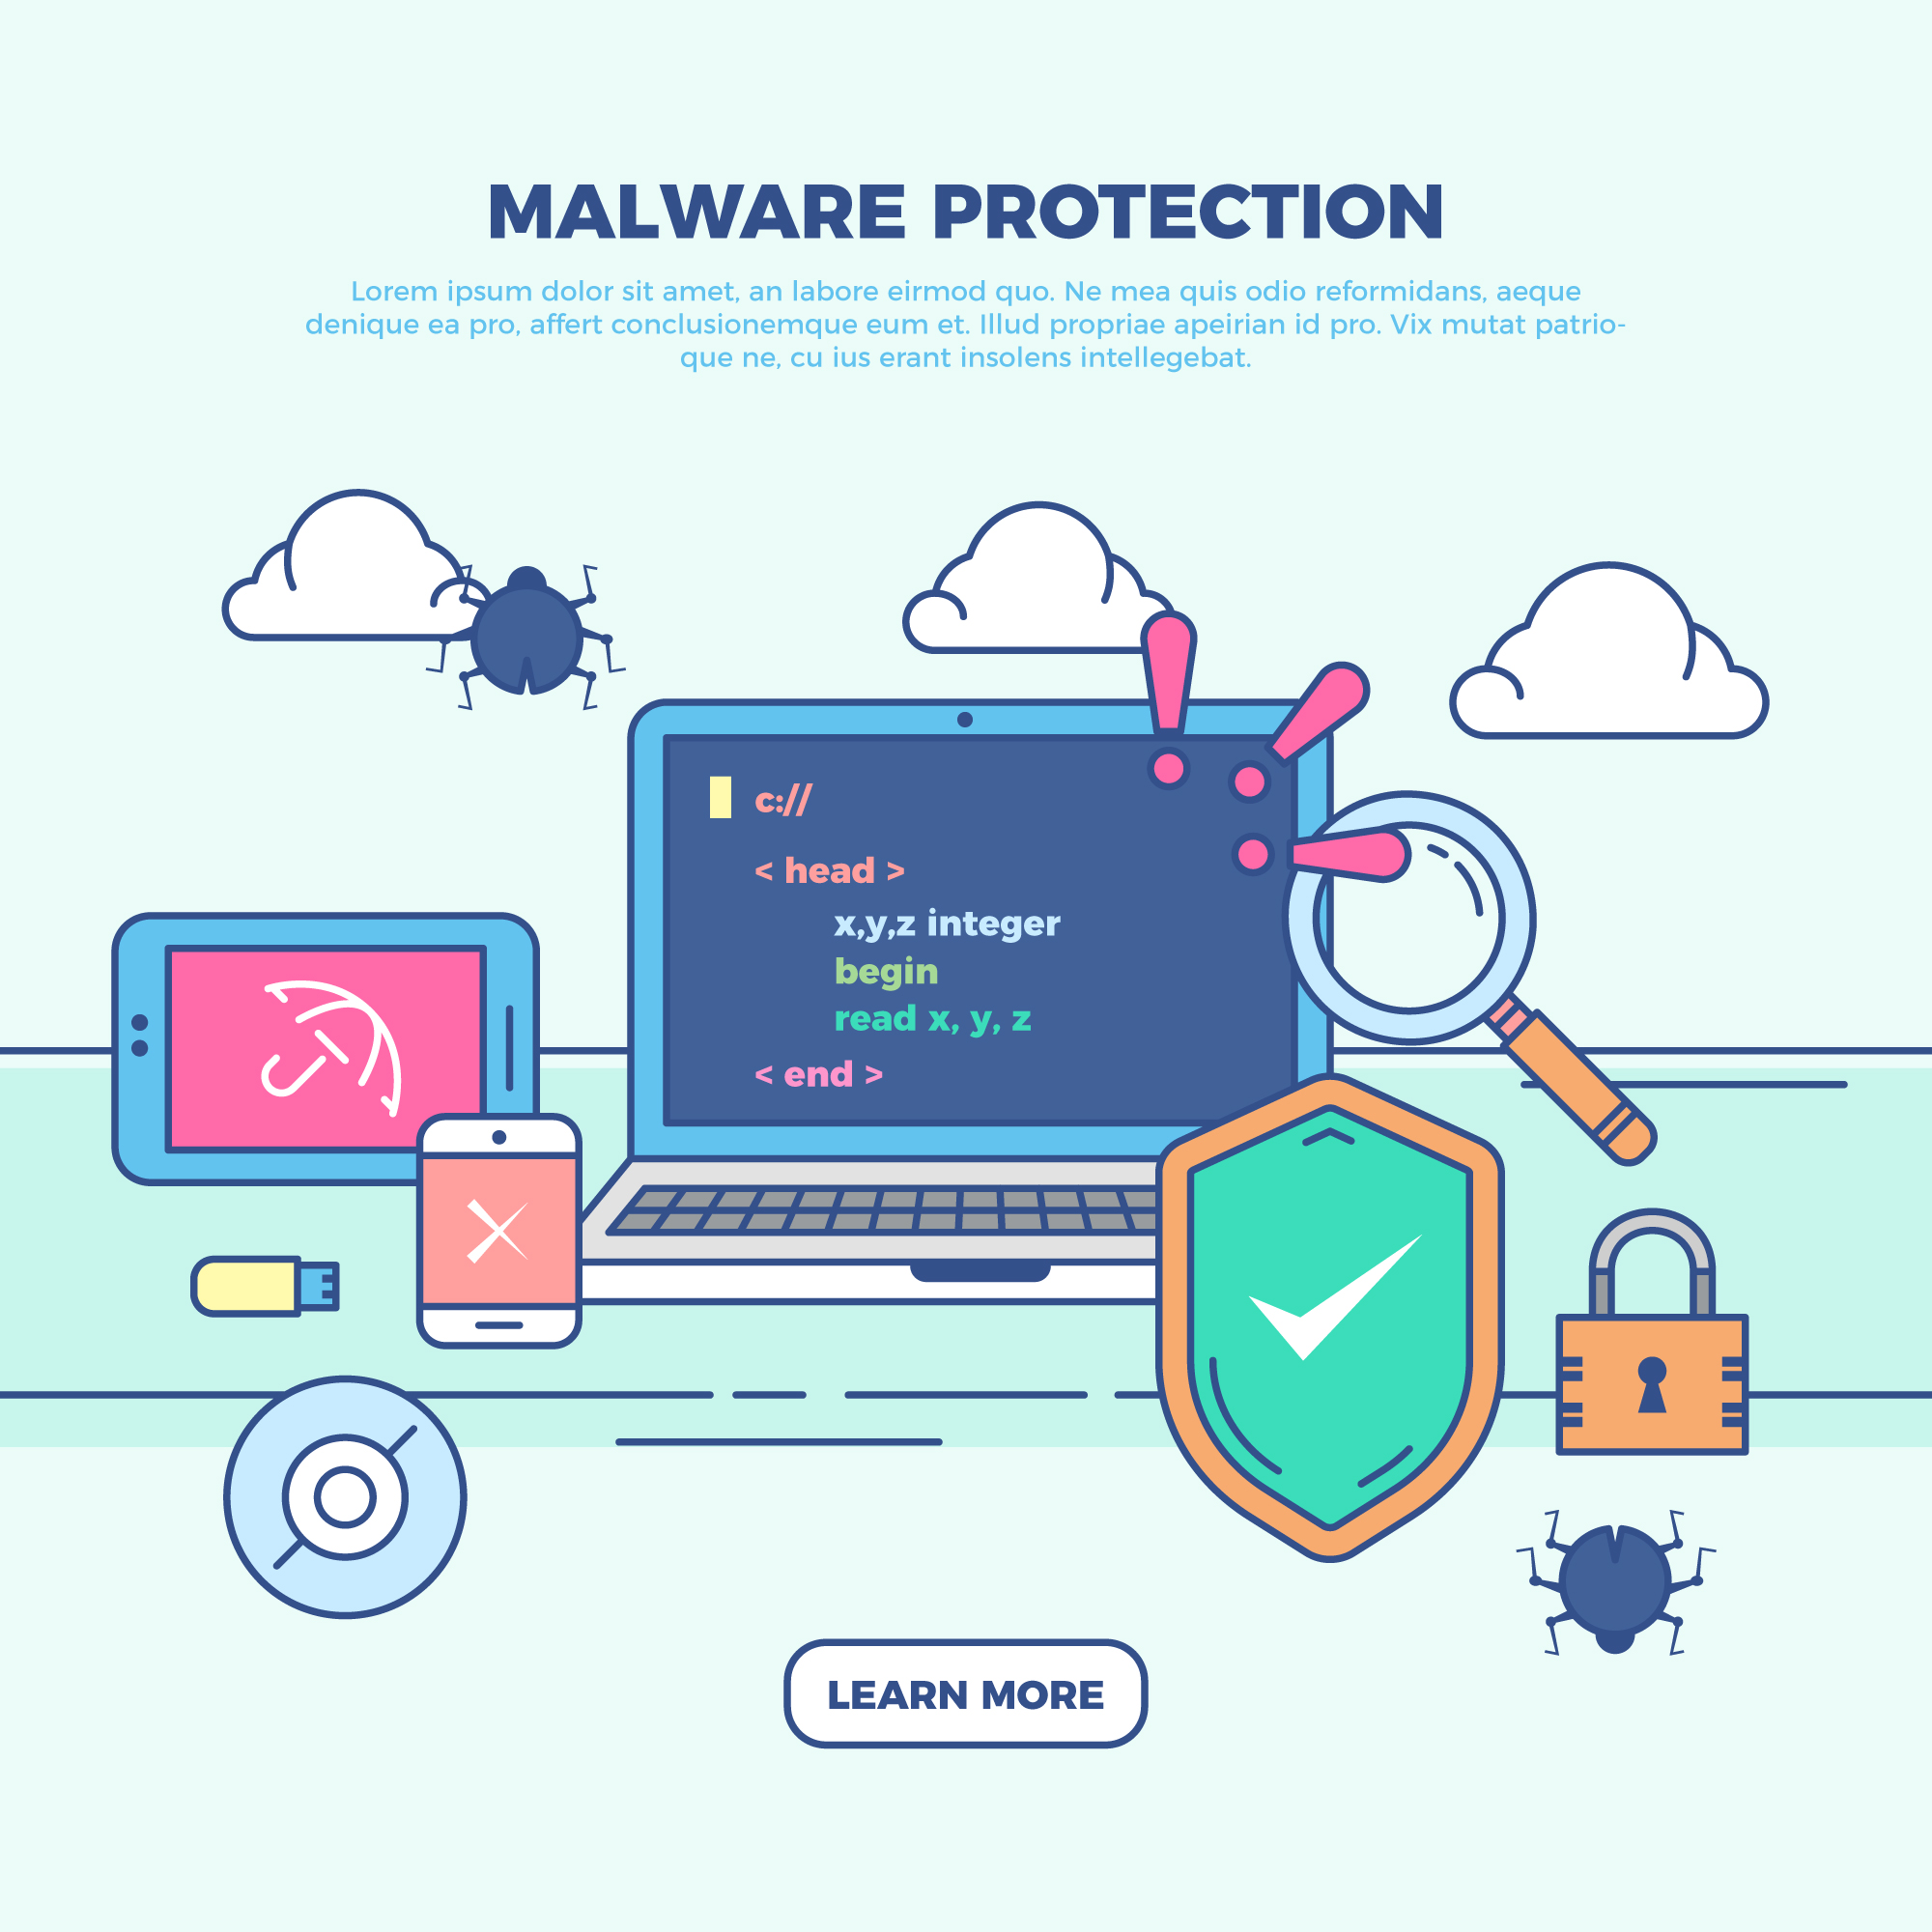 MALWARE PROTECTION
Lorem ipsum dolor sit amet, an labore eirmod quo. Ne mea quis odio reformidans, aeque
denique ea pro, affert conclusionemque eum et. Illud propriae apeirian id pro. Vix mutat patrio-
que ne, cu ius erant insolens intellegebat.
c://
< head >
x,y,z integer
begin
read x, y, z
< end >
LEARN MORE